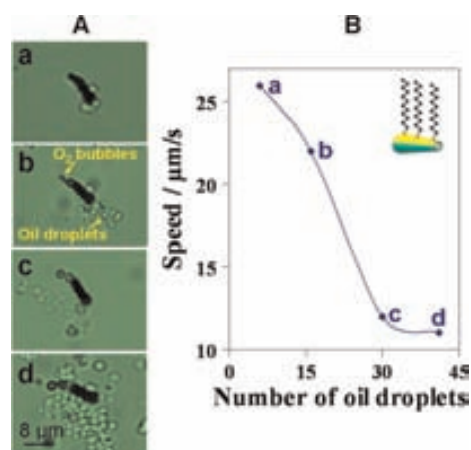 A
a
b
O2 bubbles
Oil droplets
c
d
8 µm
B
Speed / µm/s
25
20
15
10
a
b
c
d
0
15
30
45
Number of oil droplets